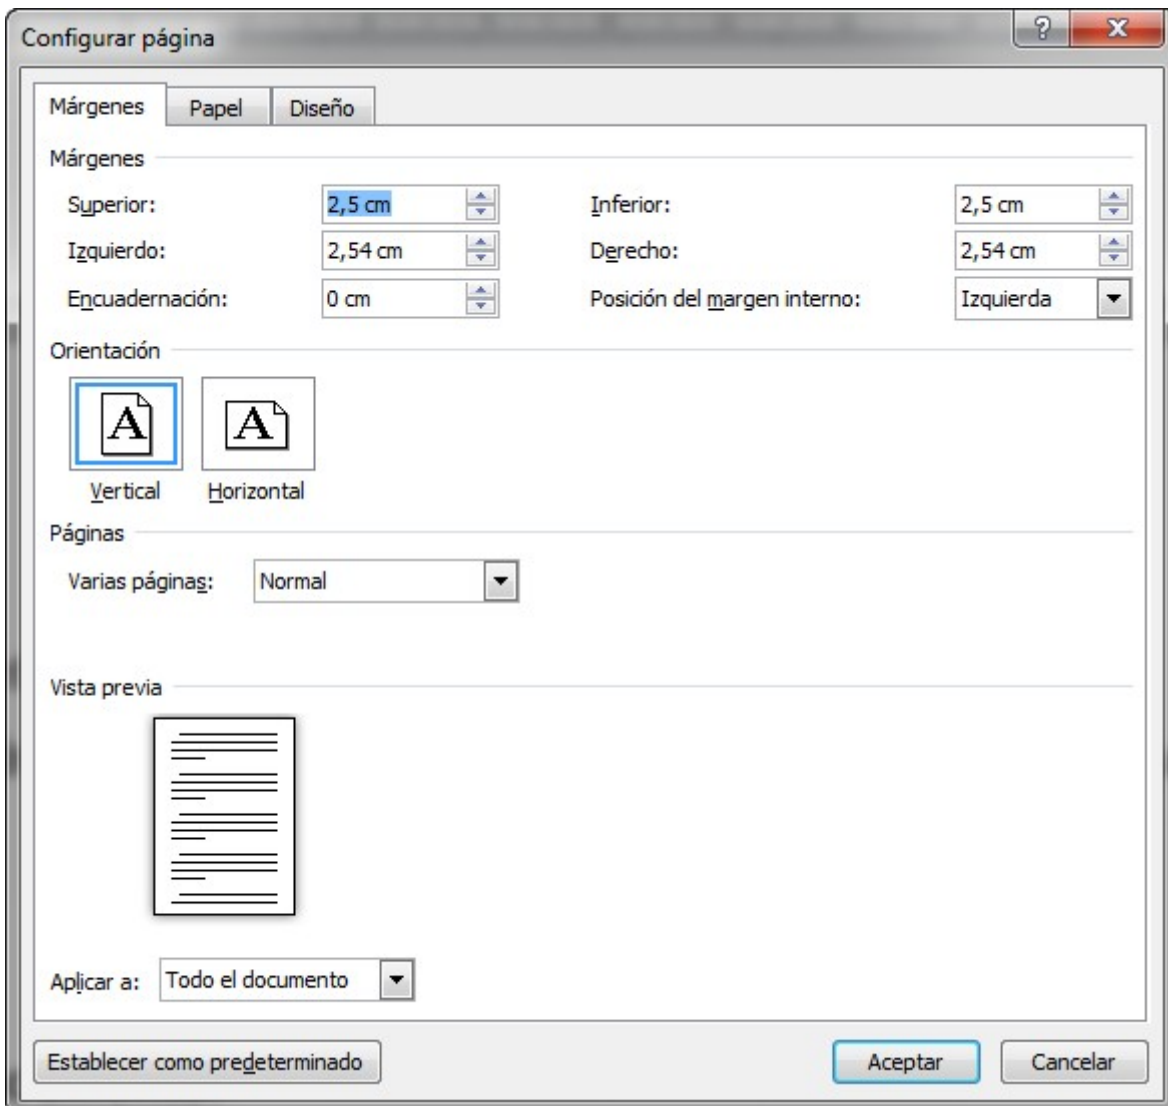 Configurar página
Márgenes Papel Diseño
Márgenes
Superior: 2,5 cm Inferior: 2,5 cm
Izquierdo: 2,54 cm Derecho: 2,54 cm
Encuadernación: 0 cm Posición del margen interno: Izquierda
Orientación
A A
Vertical Horizontal
Páginas
Varias páginas: Normal
Vista previa
Aplicar a: Todo el documento
Establecer como predeterminado Aceptar Cancelar